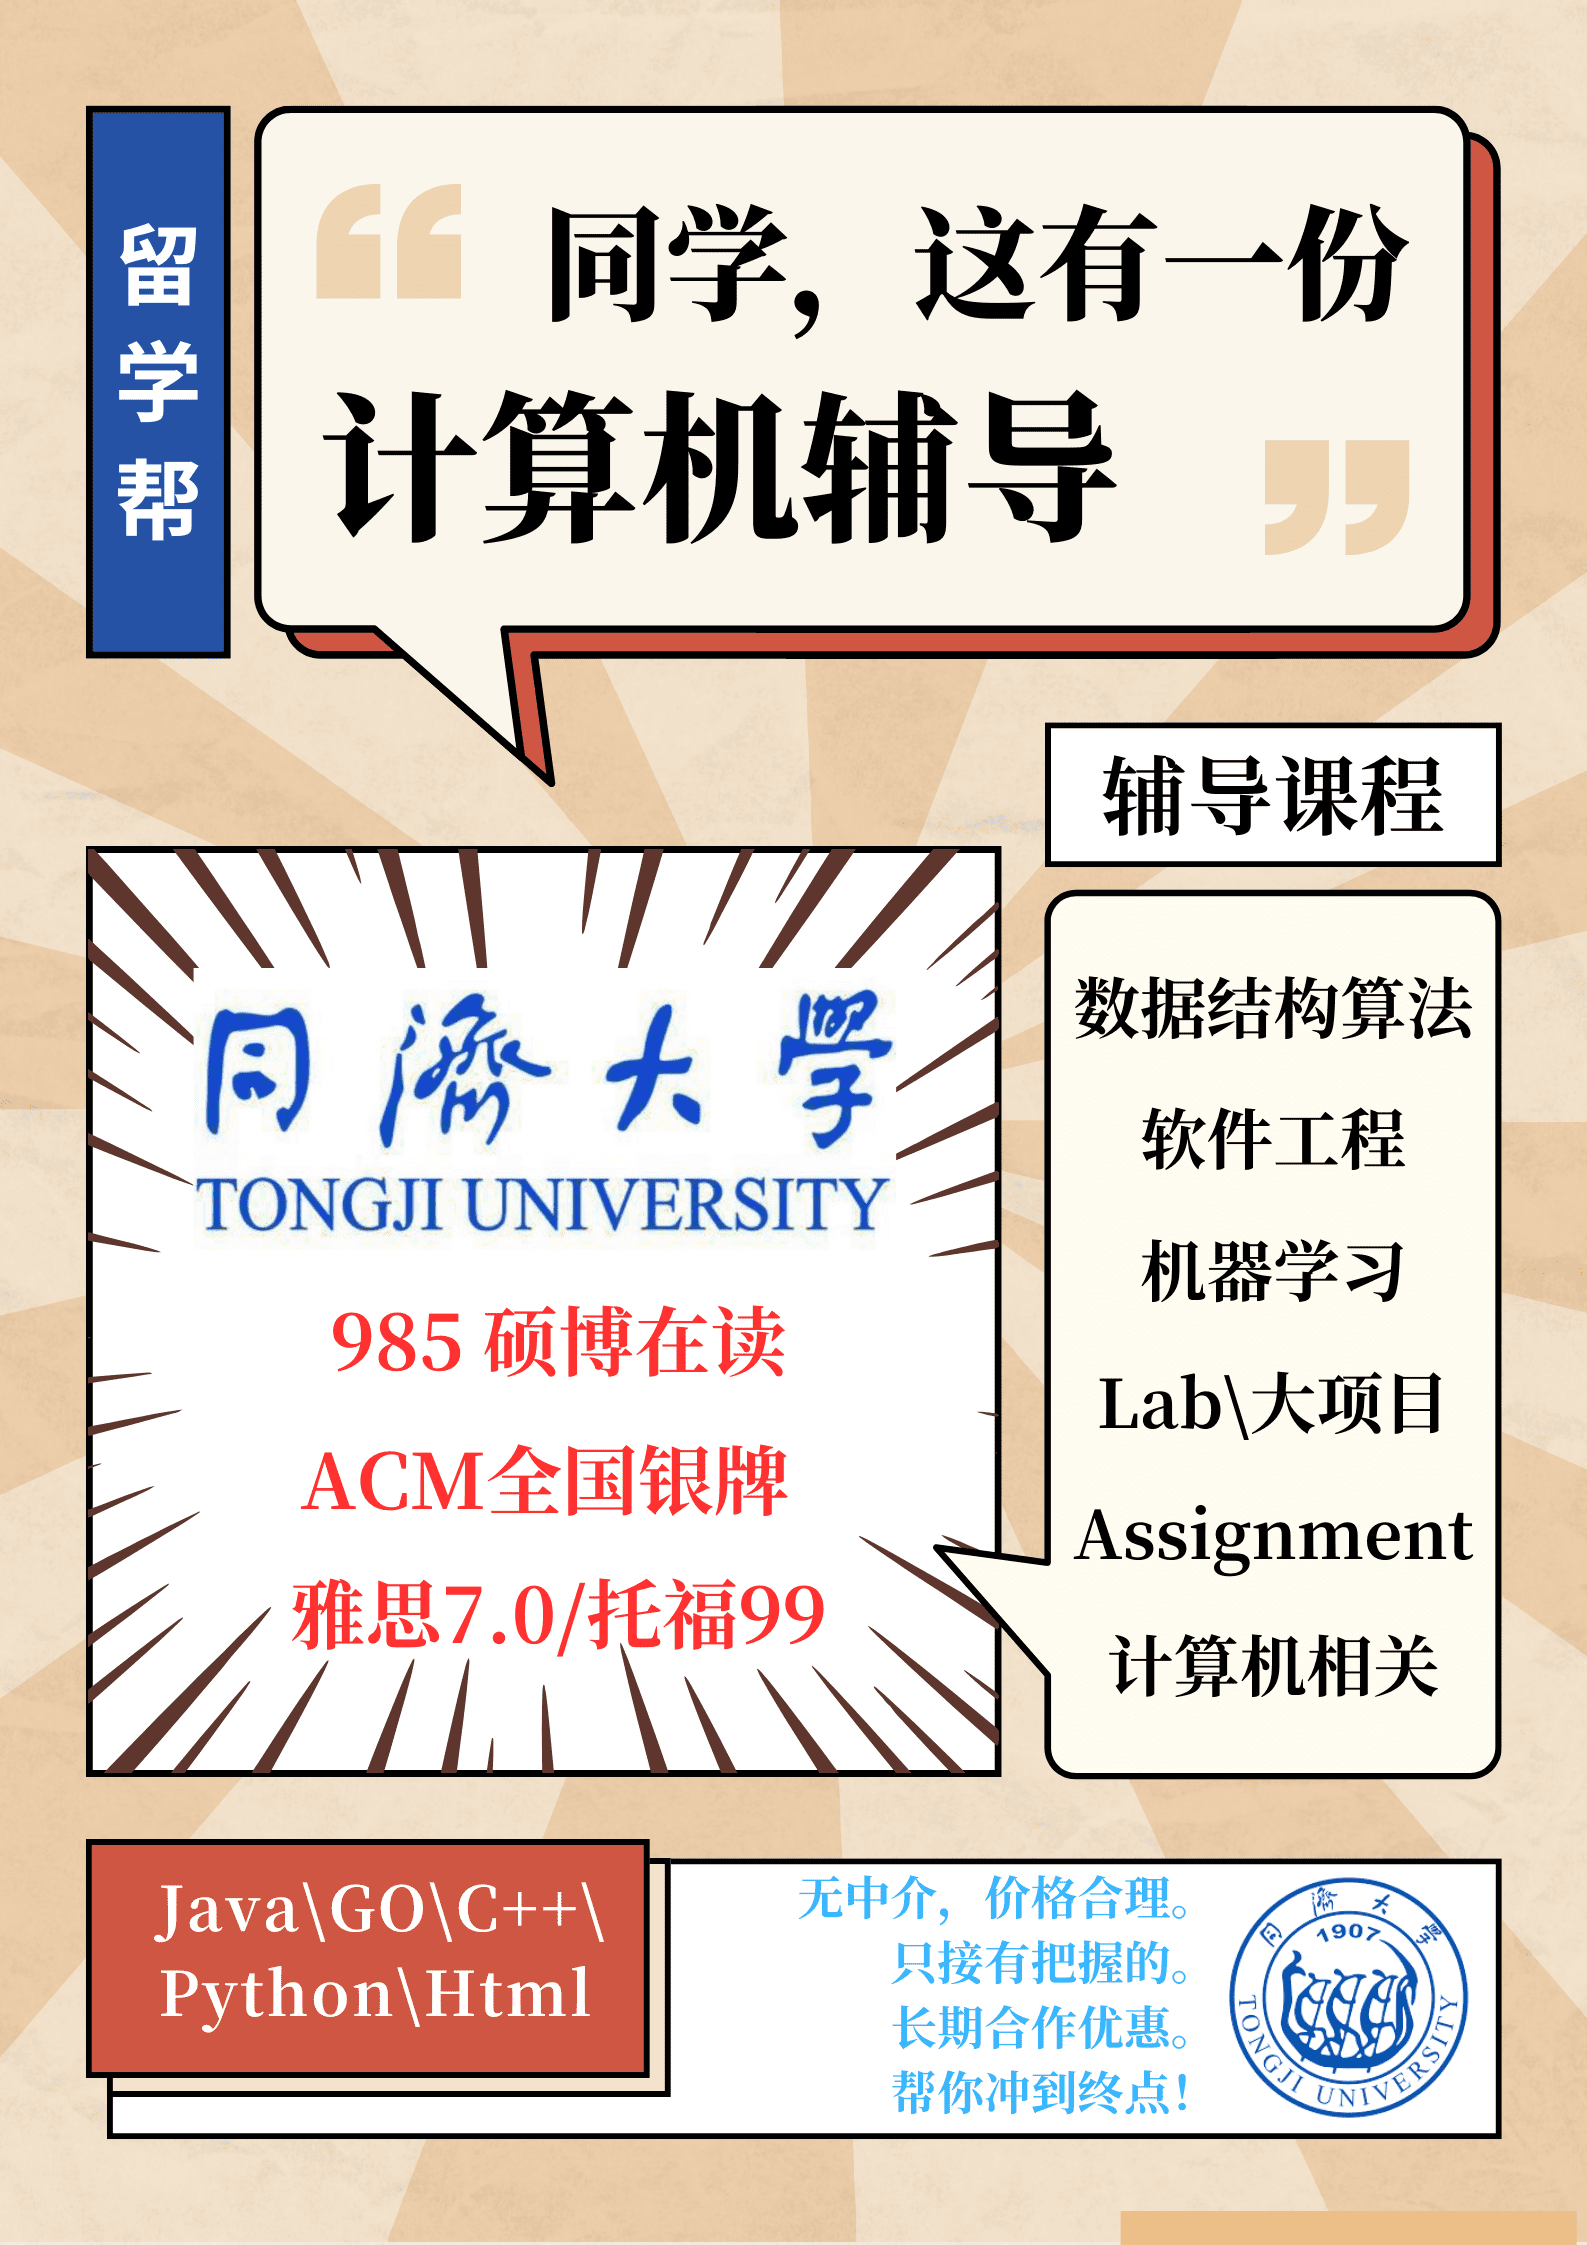 留学帮
同学，这有一份
计算机辅导
辅导课程
同濟大學
TONGJI UNIVERSITY
985 硕博在读
ACM全国银牌
雅思7.0/托福99
数据结构算法
软件工程
机器学习
Lab\大项目
Assignment
计算机相关
Java\GO\C++\
Python\Html
无中介，价格合理。
只接有把握的。
长期合作优惠。
帮你冲到终点！
同濟大學
1907
TONGJI UNIVERSITY